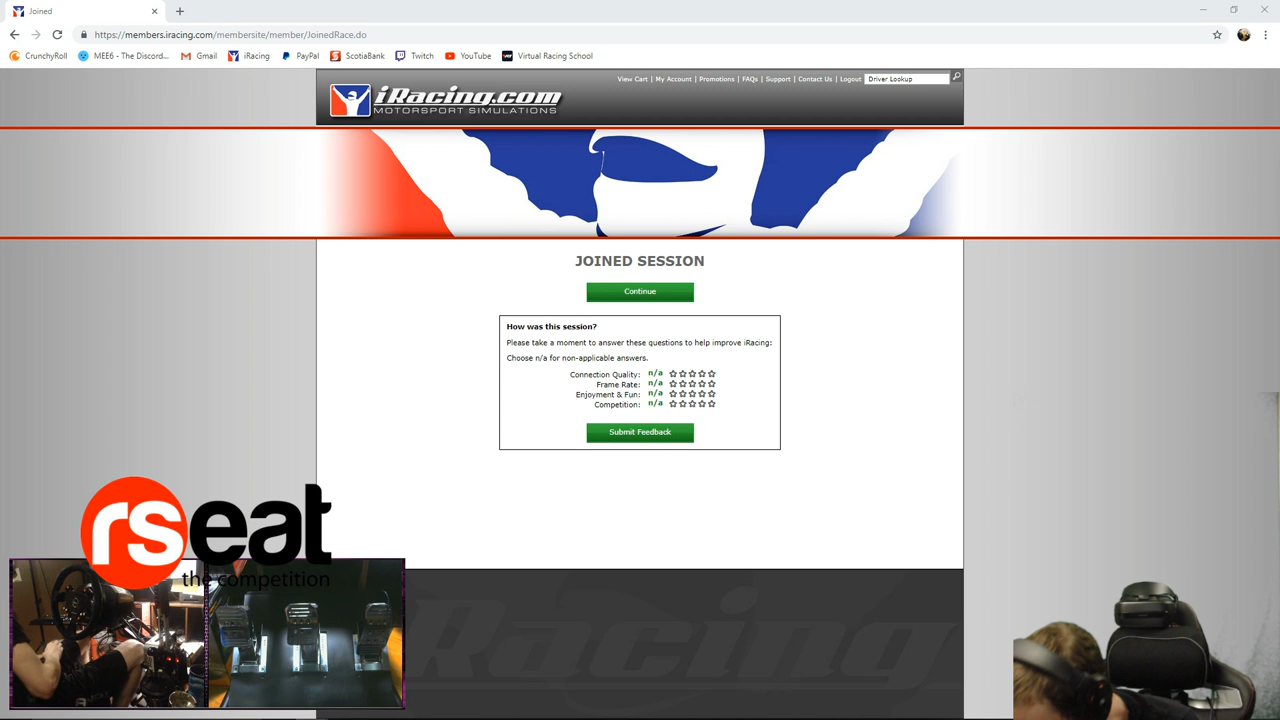 Joined
https://members.iracing.com/membersite/member/JoinedRace.do
CrunchyRoll
MEE6 - The Discord...
Gmail
iRacing
PayPal
ScotiaBank
Twitch
YouTube
Virtual Racing School
View Cart | My Account | Promotions | FAQs | Support | Contact Us | Logout
Driver Lookup
iRacing.com
MOTORSPORT SIMULATIONS
JOINED SESSION
Continue
How was this session?
Please take a moment to answer these questions to help improve iRacing:
Choose n/a for non-applicable answers.
Connection Quality: n/a
Frame Rate: n/a
Enjoyment & Fun: n/a
Competition: n/a
Submit Feedback
rseat
the competition
iRacing